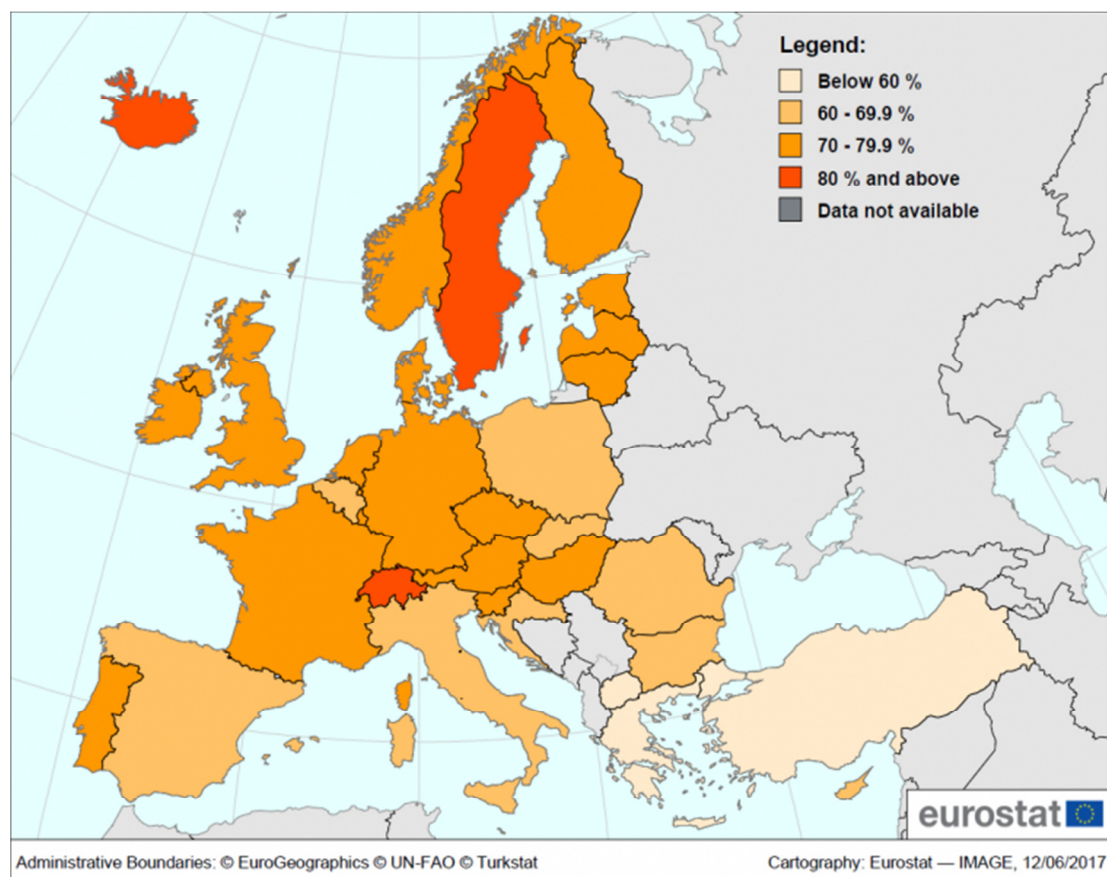 Legend:
Below 60 %
60 - 69.9 %
70 - 79.9 %
80 % and above
Data not available
eurostat
Administrative Boundaries: © EuroGeographics © UN-FAO © Turkstat
Cartography: Eurostat — IMAGE, 12/06/2017